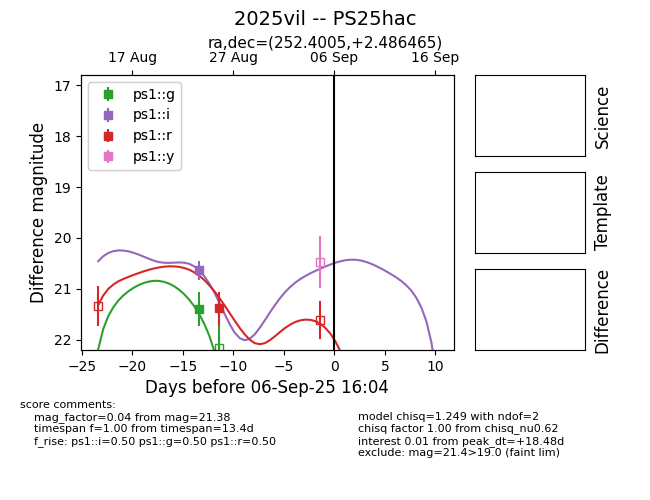 2025vil -- PS25hac
ra,dec=(252.4005,+2.486465)
17 Aug 27 Aug 06 Sep 16 Sep
ps1::g
ps1::i
ps1::r
ps1::y
17
18
19
20
21
22
Difference magnitude
−25 −20 −15 −10 −5 0 5 10
Days before 06-Sep-25 16:04
Science
Template
Difference
score comments:
mag_factor=0.04 from mag=21.38
timespan f=1.00 from timespan=13.4d
f_rise: ps1::i=0.50 ps1::g=0.50 ps1::r=0.50
model chisq=1.249 with ndof=2
chisq factor 1.00 from chisq_nu0.62
interest 0.01 from peak_dt=+18.48d
exclude: mag=21.4>19.0 (faint lim)